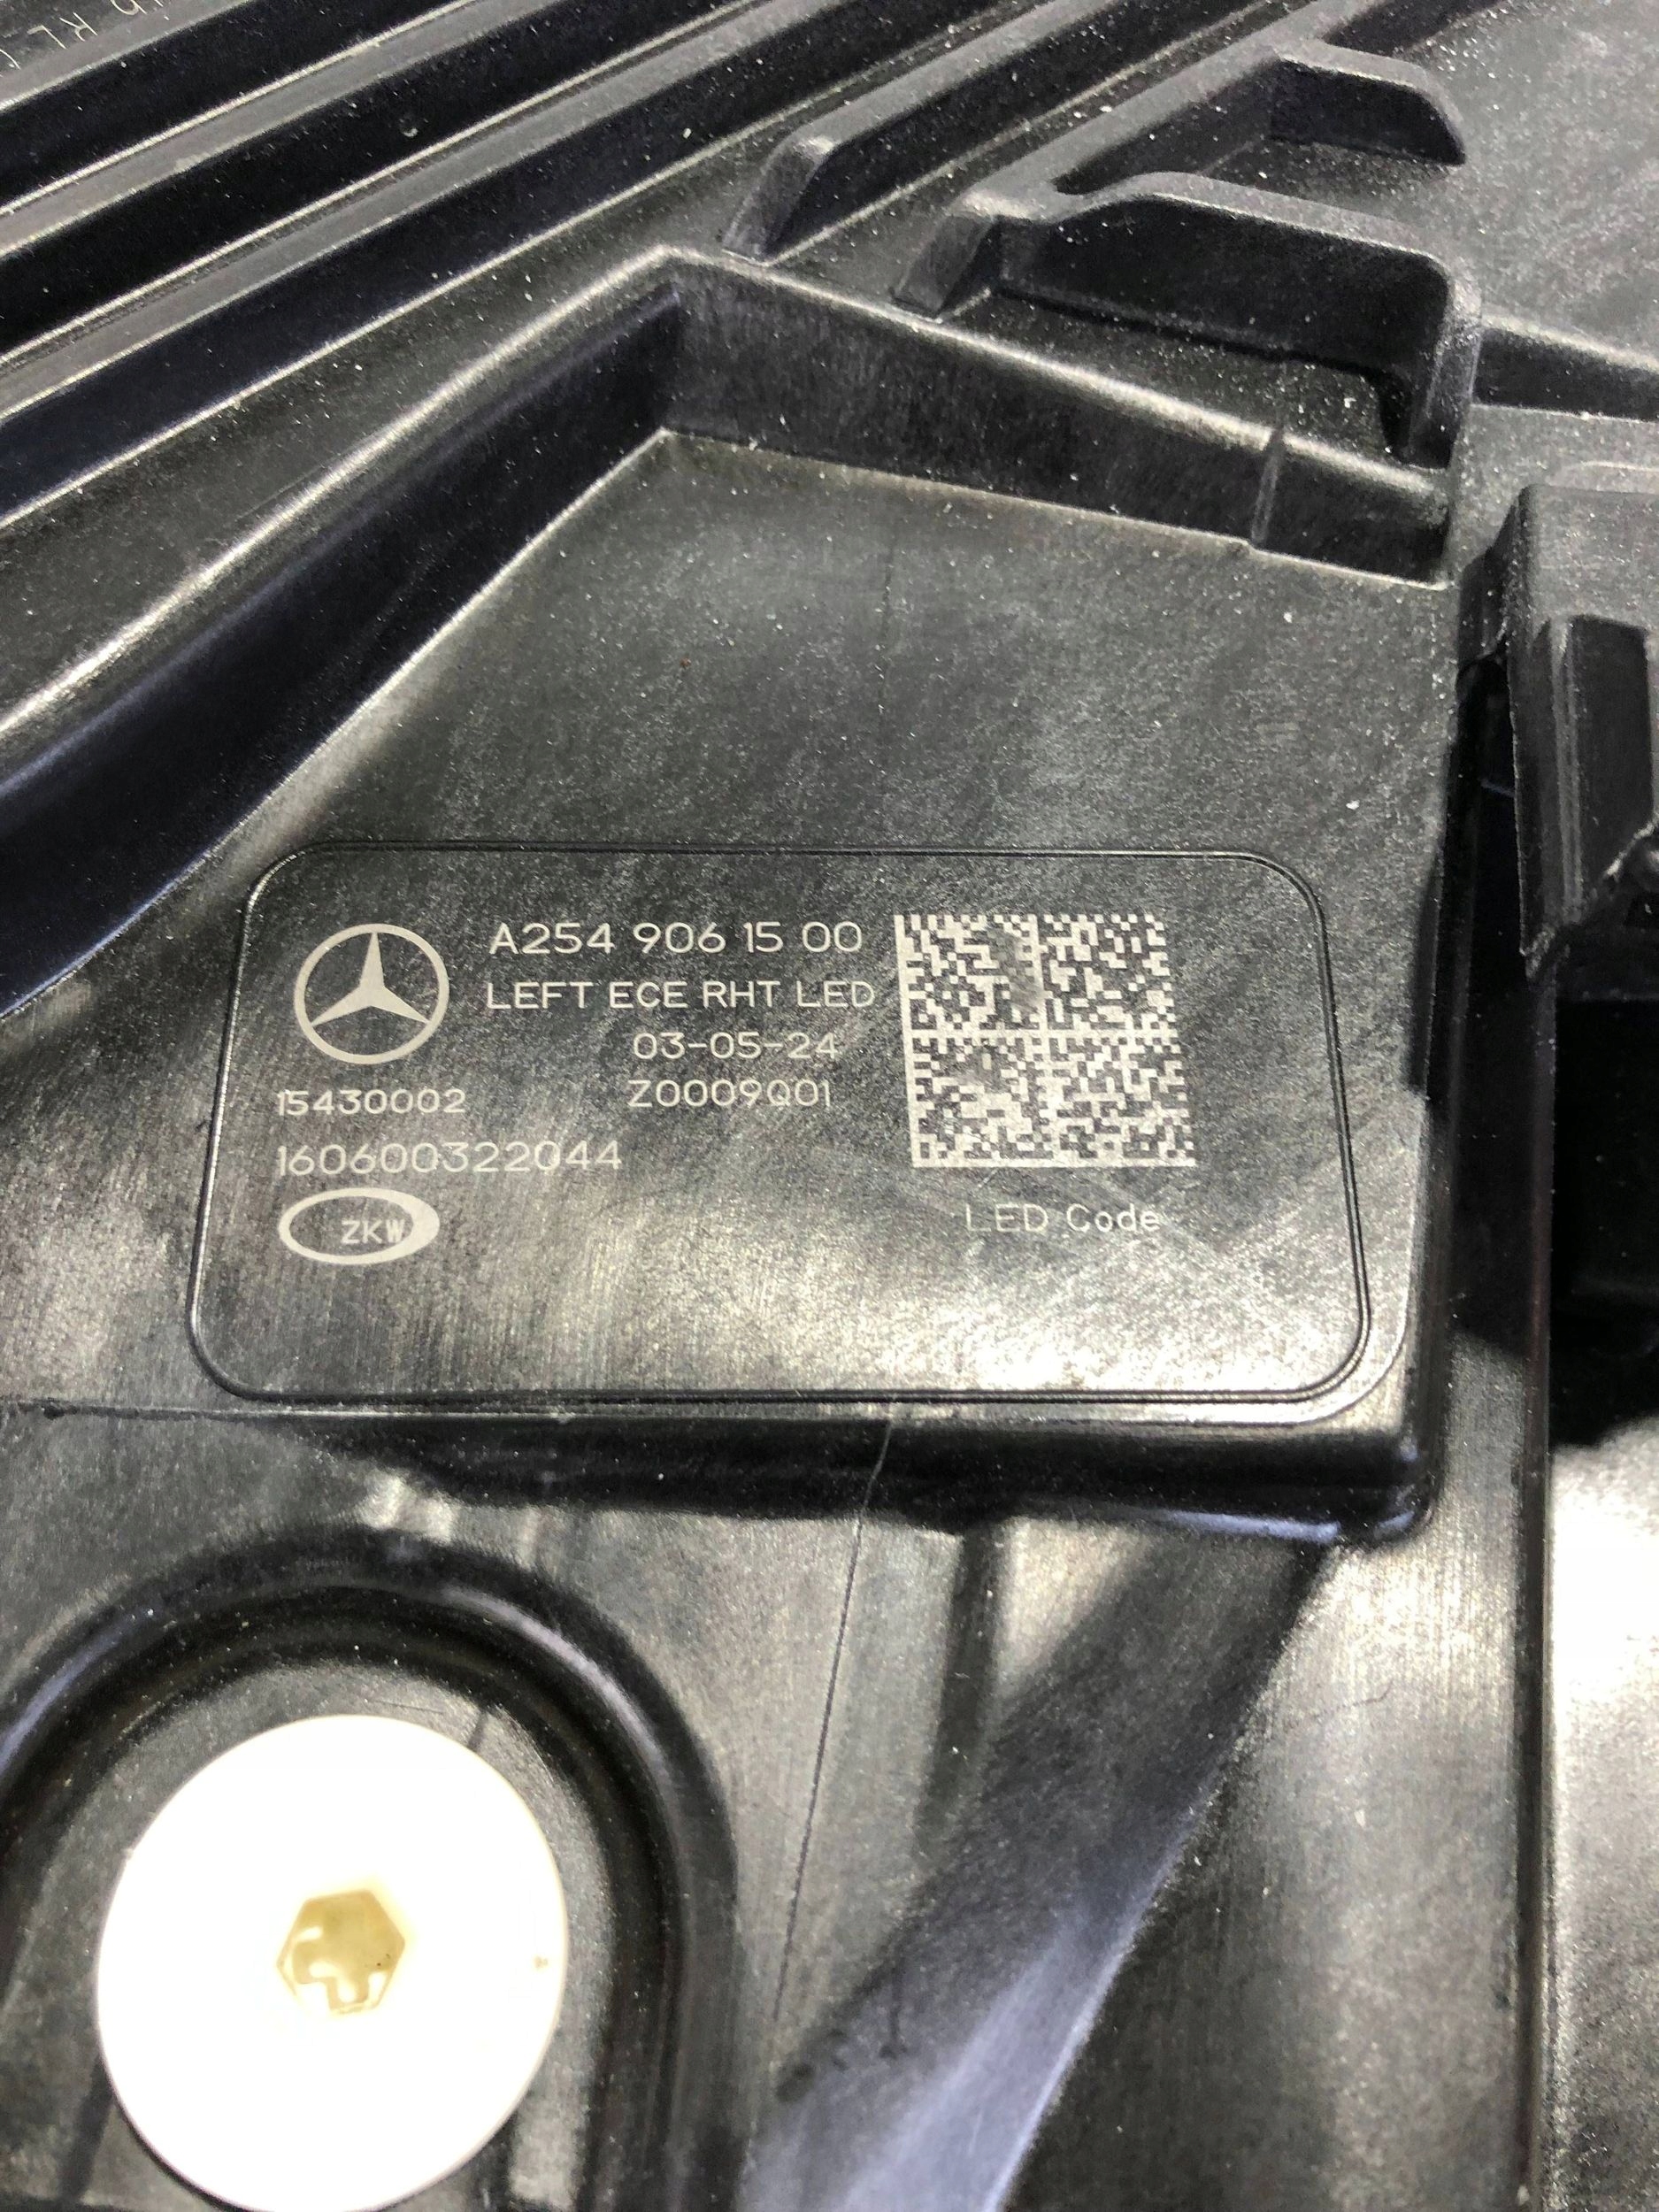 A254 906 15 00
LEFT ECE RHT LED
03-05-24
15430002
Z0009Q01
160600322044
ZKW
LED Code